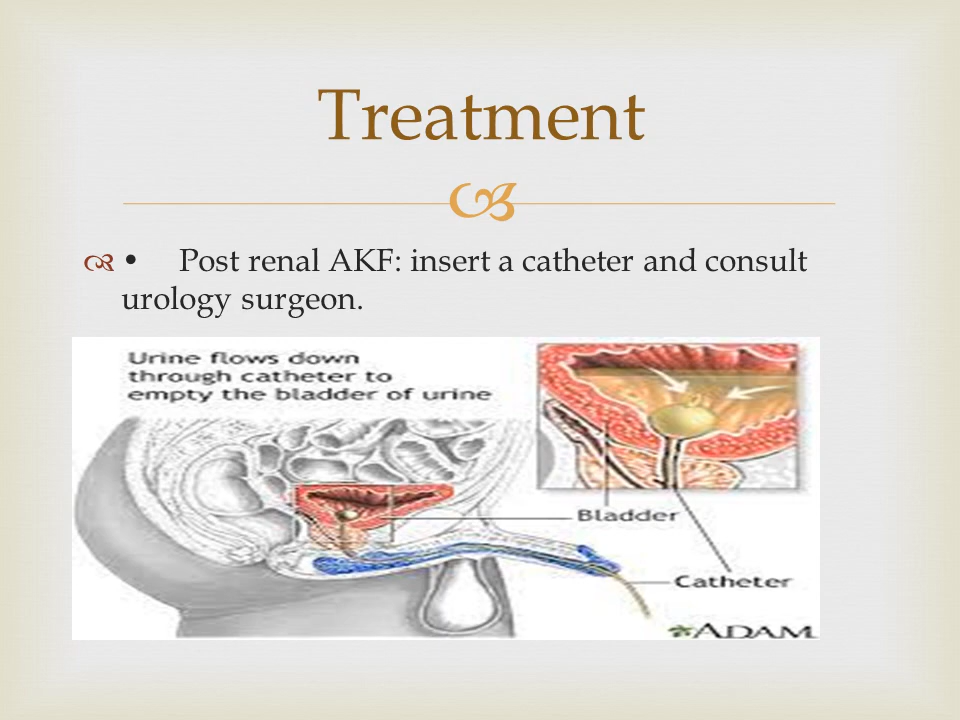 Treatment
• Post renal AKF: insert a catheter and consult
urology surgeon.
Urine flows down
through catheter to
empty the bladder of urine
Bladder
Catheter
ADAM